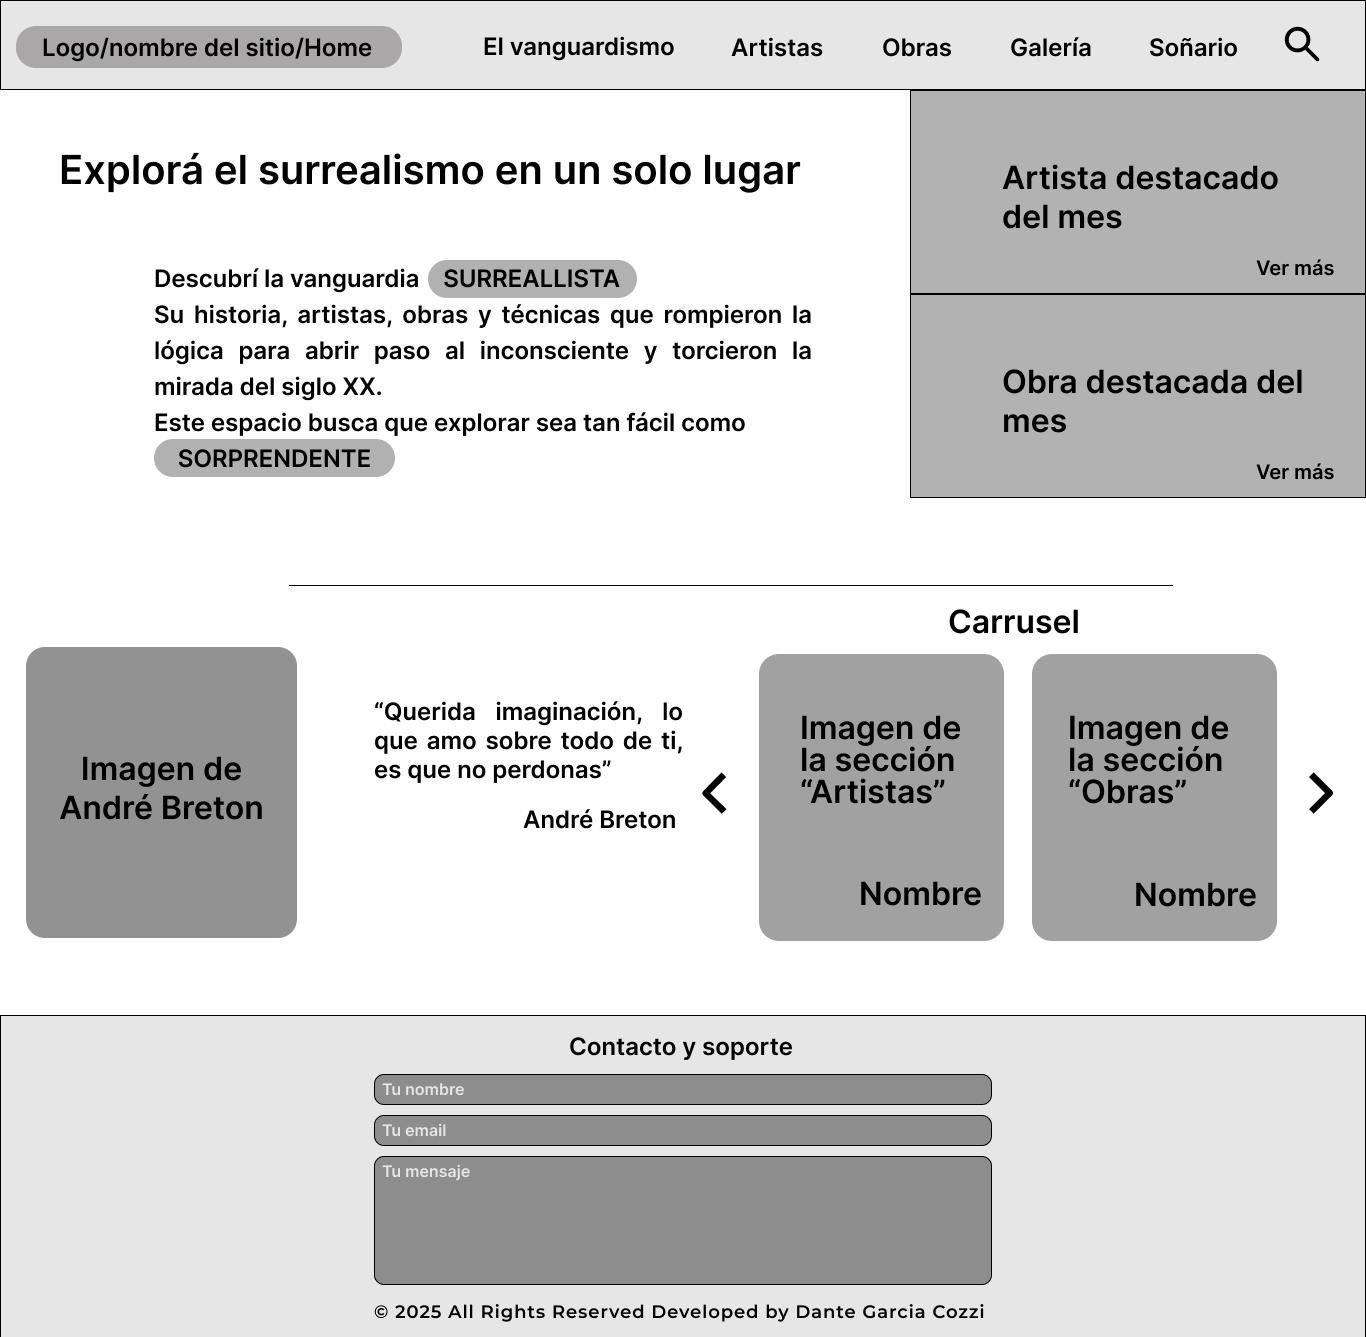 Logo/nombre del sitio/Home
El vanguardismo
Artistas
Obras
Galería
Soñario
Explorá el surrealismo en un solo lugar
Descubrí la vanguardia SURREALLISTA
Su historia, artistas, obras y técnicas que rompieron la
lógica para abrir paso al inconsciente y torcieron la
mirada del siglo XX.
Este espacio busca que explorar sea tan fácil como
SORPRENDENTE
Artista destacado
del mes
Ver más
Obra destacada del
mes
Ver más
Imagen de
André Breton
“Querida imaginación, lo
que amo sobre todo de ti,
es que no perdonas”
André Breton
Carrusel
Imagen de
la sección
“Artistas”
Nombre
Imagen de
la sección
“Obras”
Nombre
Contacto y soporte
Tu nombre
Tu email
Tu mensaje
© 2025 All Rights Reserved Developed by Dante Garcia Cozzi